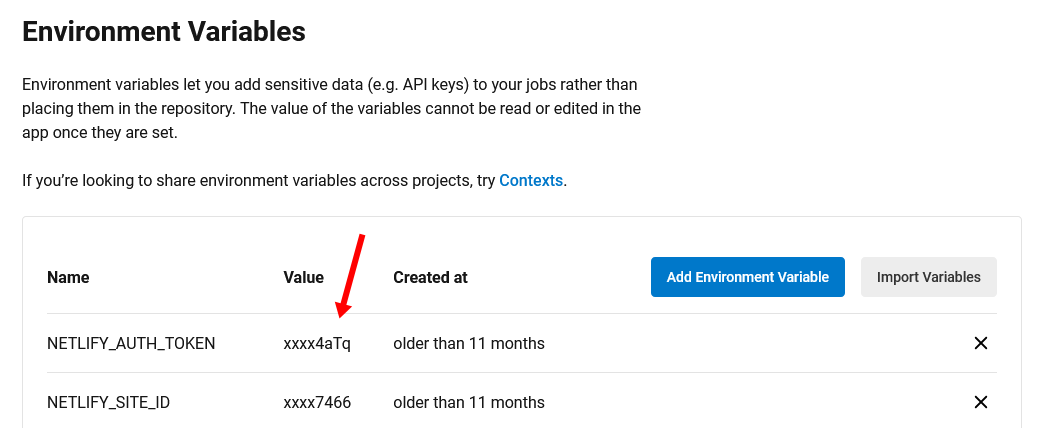 Environment Variables
Environment variables let you add sensitive data (e.g. API keys) to your jobs rather than
placing them in the repository. The value of the variables cannot be read or edited in the
app once they are set.
If you’re looking to share environment variables across projects, try Contexts.
Name Value Created at Add Environment Variable Import Variables
NETLIFY_AUTH_TOKEN xxxx4aTq older than 11 months
NETLIFY_SITE_ID xxxx7466 older than 11 months